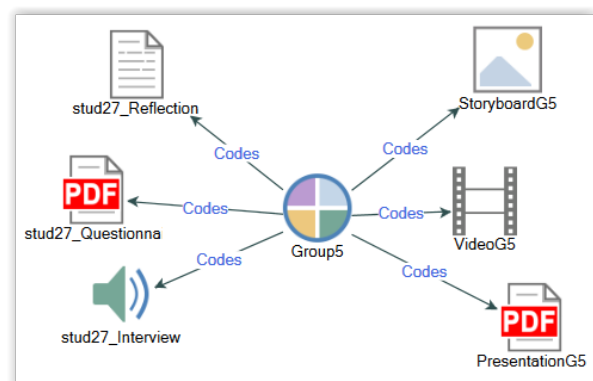 stud27_Reflection
StoryboardG5
Codes
Codes
PDF
stud27_Questionna
Codes
Codes
Group5
VideoG5
Codes
Codes
stud27_Interview
PDF
PresentationG5